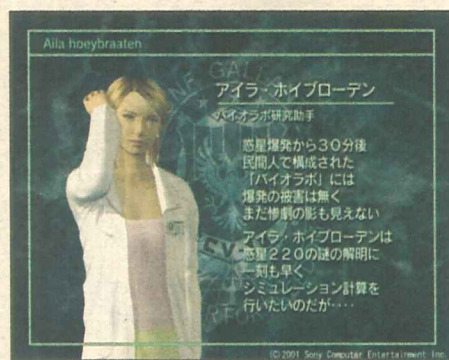 Aila hoeybraaten
アイラ・ホイブローデン
バイオラボ研究助手
惑星爆発から30分後
民間人で構成された
「バイオラボ」には
爆発の被害は無く
まだ惨劇の影も見えない
アイラ・ホイブローデンは
惑星220の謎の解明に
一刻も早く
シミュレーション計算を
行いたいのだが‥‥
(C)2001 Sony Computer Entertainment Inc.